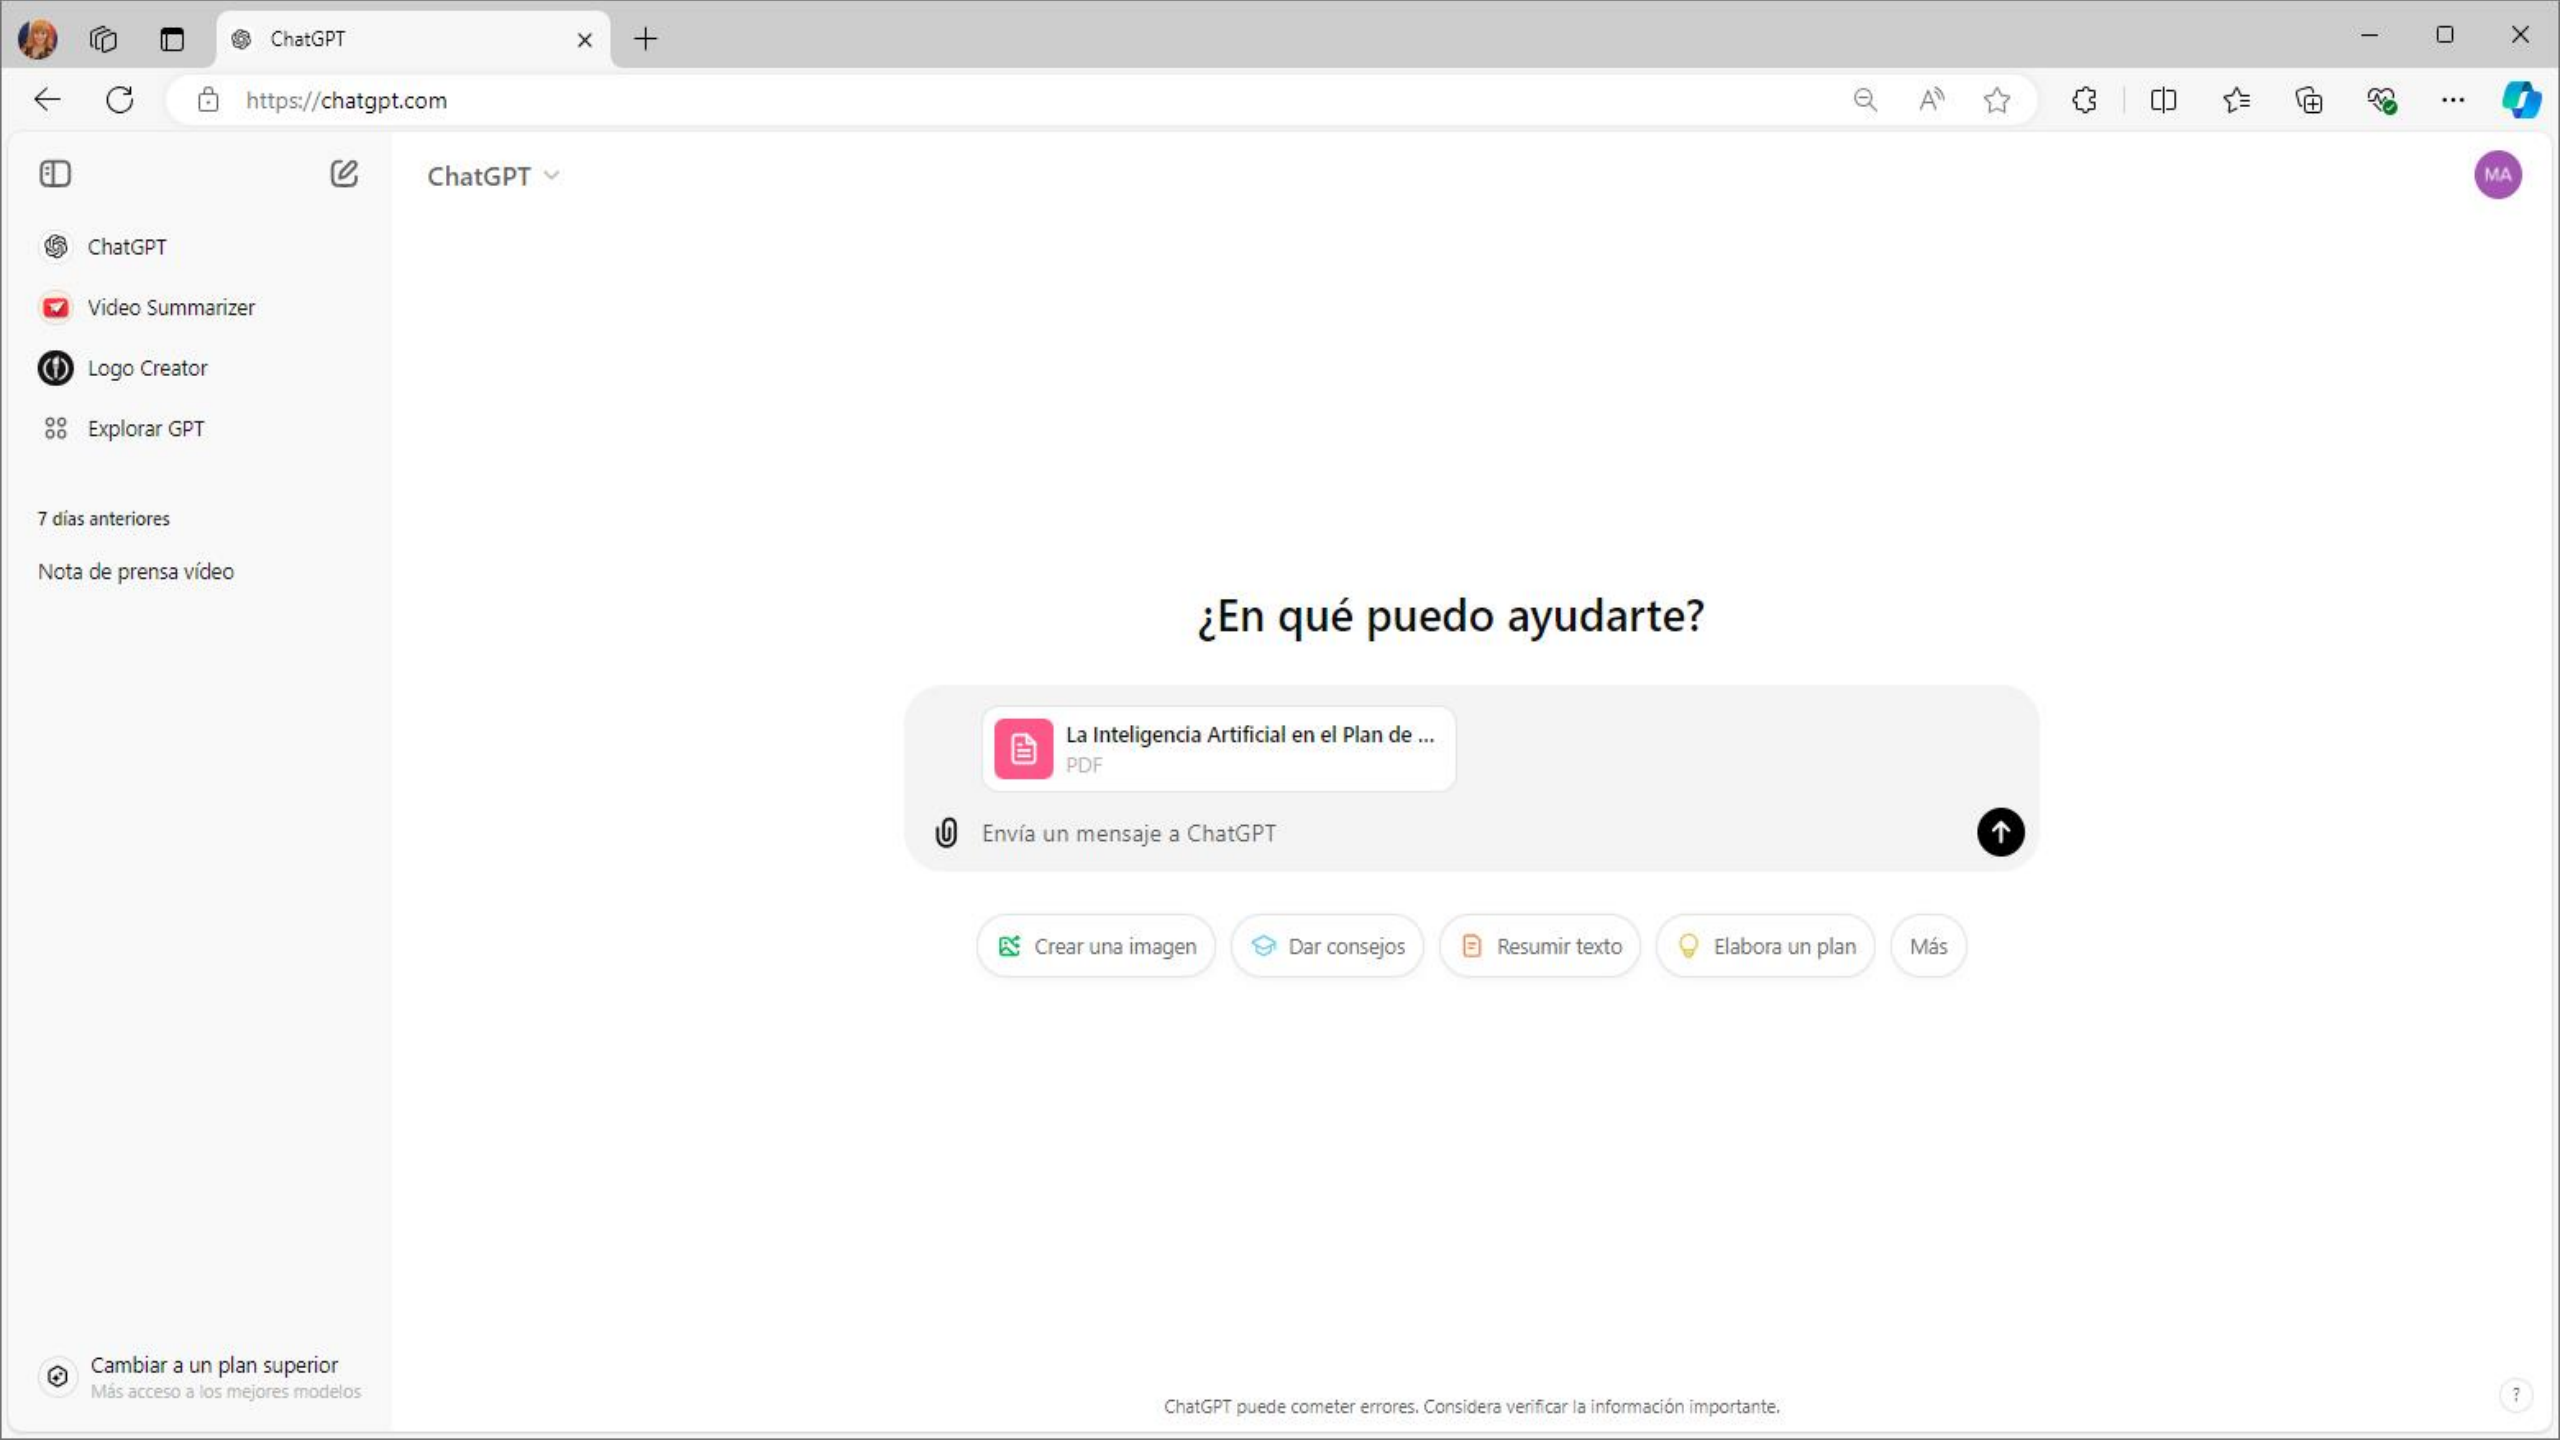 ChatGPT
https://chatgpt.com
ChatGPT
MA
ChatGPT
Video Summarizer
Logo Creator
Explorar GPT
7 días anteriores
Nota de prensa vídeo
¿En qué puedo ayudarte?
La Inteligencia Artificial en el Plan de ...
PDF
Envía un mensaje a ChatGPT
Crear una imagen
Dar consejos
Resumir texto
Elabora un plan
Más
Cambiar a un plan superior
Más acceso a los mejores modelos
ChatGPT puede cometer errores. Considera verificar la información importante.
?